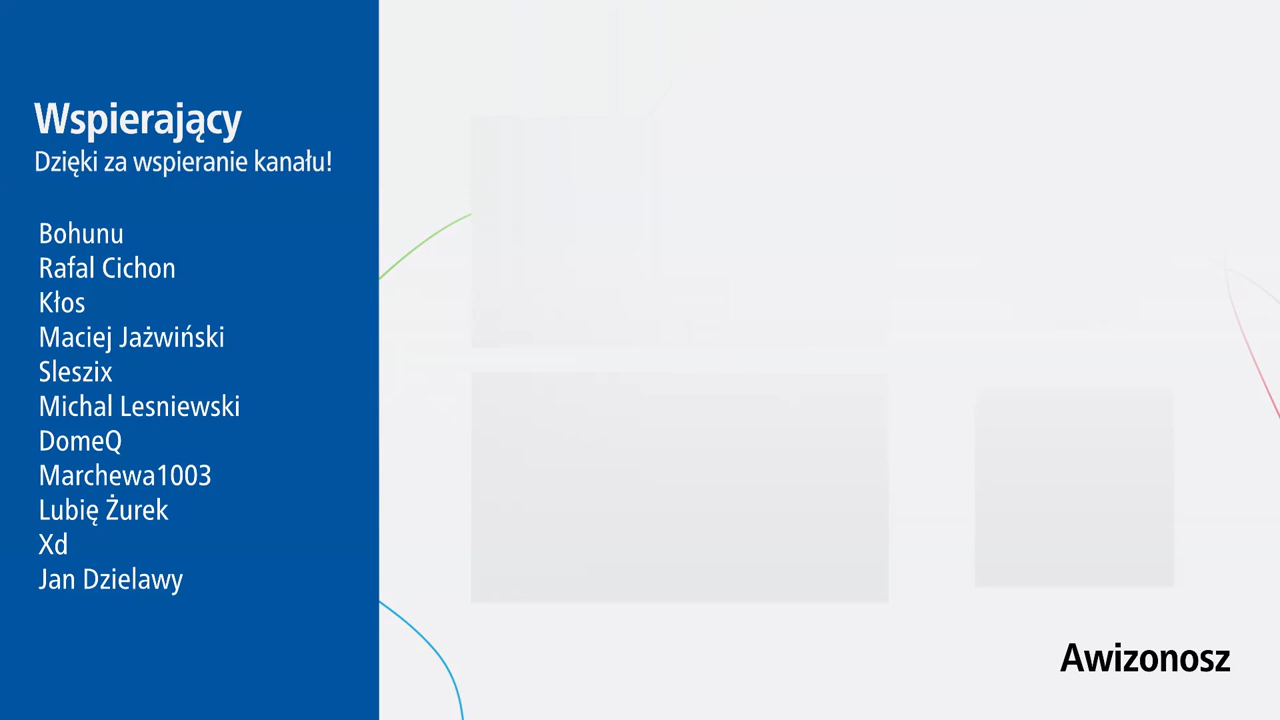 Wspierający
Dzięki za wspieranie kanału!
Bohunu
Rafal Cichon
Kłos
Maciej Jażwiński
Sleszix
Michal Lesniewski
DomeQ
Marchewa1003
Lubię Żurek
Xd
Jan Dzielawy
Awizonosz